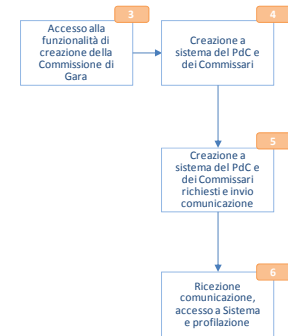 3
Accesso alla
funzionalità di
creazione della
Commissione di
Gara
4
Creazione a
sistema del PdC e
dei Commissari
5
Creazione a
sistema del PdC e
dei Commissari
richiesti e invio
comunicazione
6
Ricezione
comunicazione,
accesso a Sistema
e profilazione